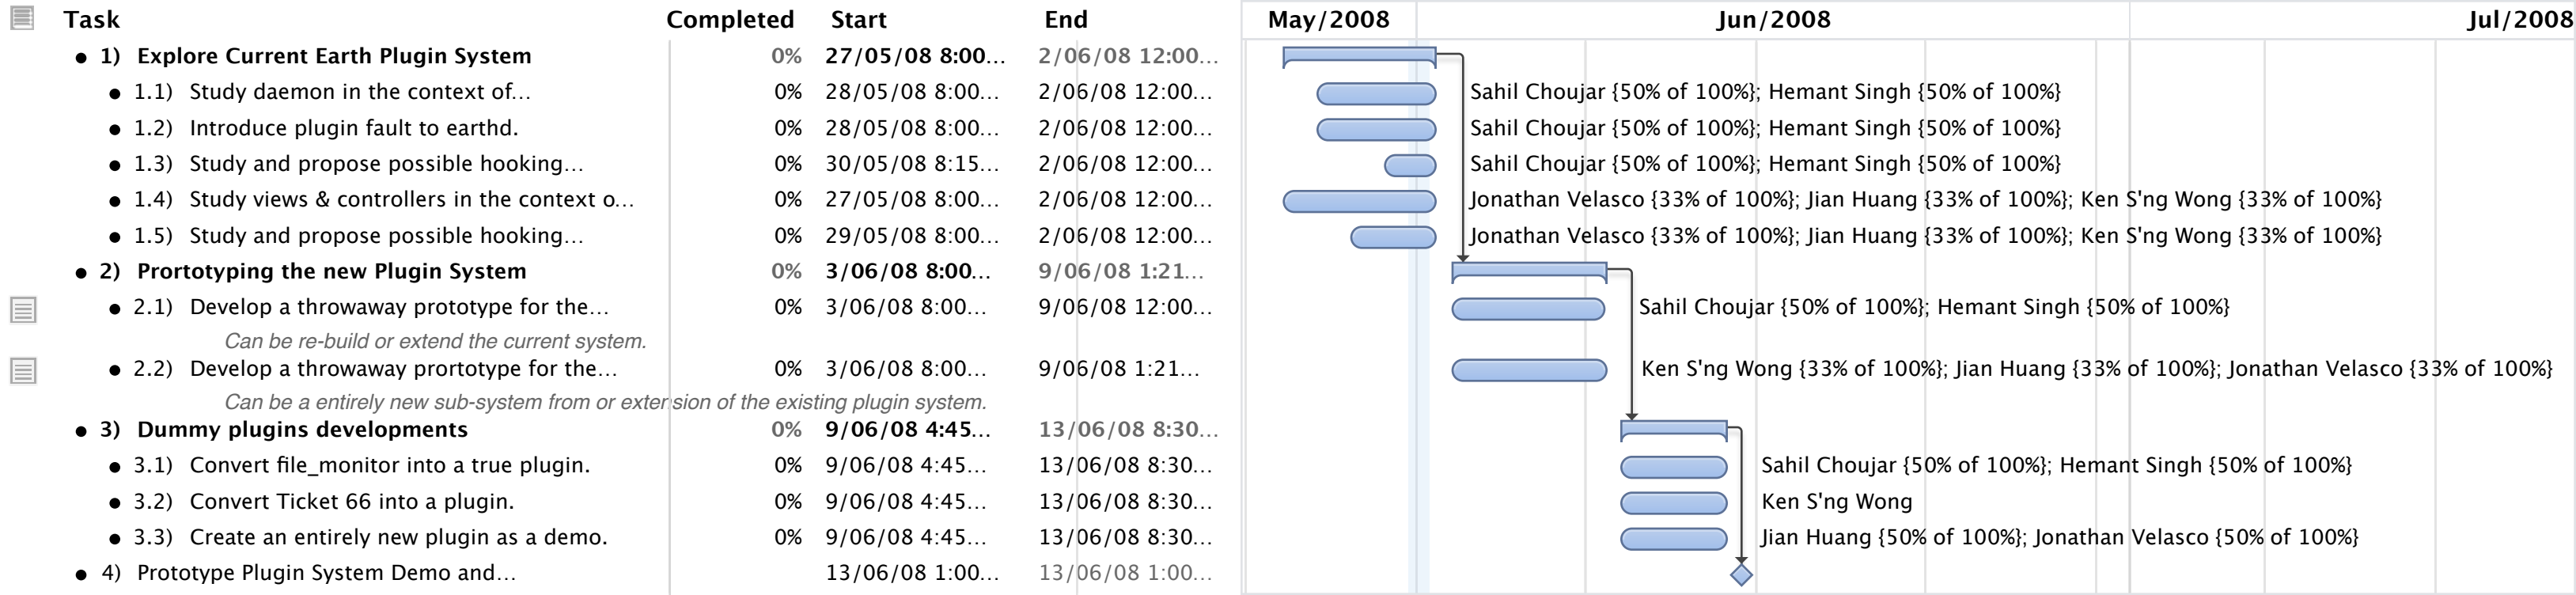 Task Completed Start End May/2008 Jun/2008 Jul/2008
• 1) Explore Current Earth Plugin System 0% 27/05/08 8:00... 2/06/08 12:00...
• 1.1) Study daemon in the context of... 0% 28/05/08 8:00... 2/06/08 12:00... Sahil Choujar {50% of 100%}; Hemant Singh {50% of 100%}
• 1.2) Introduce plugin fault to earthd. 0% 28/05/08 8:00... 2/06/08 12:00... Sahil Choujar {50% of 100%}; Hemant Singh {50% of 100%}
• 1.3) Study and propose possible hooking... 0% 30/05/08 8:15... 2/06/08 12:00... Sahil Choujar {50% of 100%}; Hemant Singh {50% of 100%}
• 1.4) Study views & controllers in the context o... 0% 27/05/08 8:00... 2/06/08 12:00... Jonathan Velasco {33% of 100%}; Jian Huang {33% of 100%}; Ken S'ng Wong {33% of 100%}
• 1.5) Study and propose possible hooking... 0% 29/05/08 8:00... 2/06/08 12:00... Jonathan Velasco {33% of 100%}; Jian Huang {33% of 100%}; Ken S'ng Wong {33% of 100%}
• 2) Prortotyping the new Plugin System 0% 3/06/08 8:00... 9/06/08 1:21...
• 2.1) Develop a throwaway prototype for the... 0% 3/06/08 8:00... 9/06/08 12:00... Sahil Choujar {50% of 100%}; Hemant Singh {50% of 100%}
Can be re-build or extend the current system.
• 2.2) Develop a throwaway prortotype for the... 0% 3/06/08 8:00... 9/06/08 1:21... Ken S'ng Wong {33% of 100%}; Jian Huang {33% of 100%}; Jonathan Velasco {33% of 100%}
Can be a entirely new sub-system from or extension of the existing plugin system.
• 3) Dummy plugins developments 0% 9/06/08 4:45... 13/06/08 8:30...
• 3.1) Convert file_monitor into a true plugin. 0% 9/06/08 4:45... 13/06/08 8:30... Sahil Choujar {50% of 100%}; Hemant Singh {50% of 100%}
• 3.2) Convert Ticket 66 into a plugin. 0% 9/06/08 4:45... 13/06/08 8:30... Ken S'ng Wong
• 3.3) Create an entirely new plugin as a demo. 0% 9/06/08 4:45... 13/06/08 8:30... Jian Huang {50% of 100%}; Jonathan Velasco {50% of 100%}
• 4) Prototype Plugin System Demo and... 13/06/08 1:00... 13/06/08 1:00...